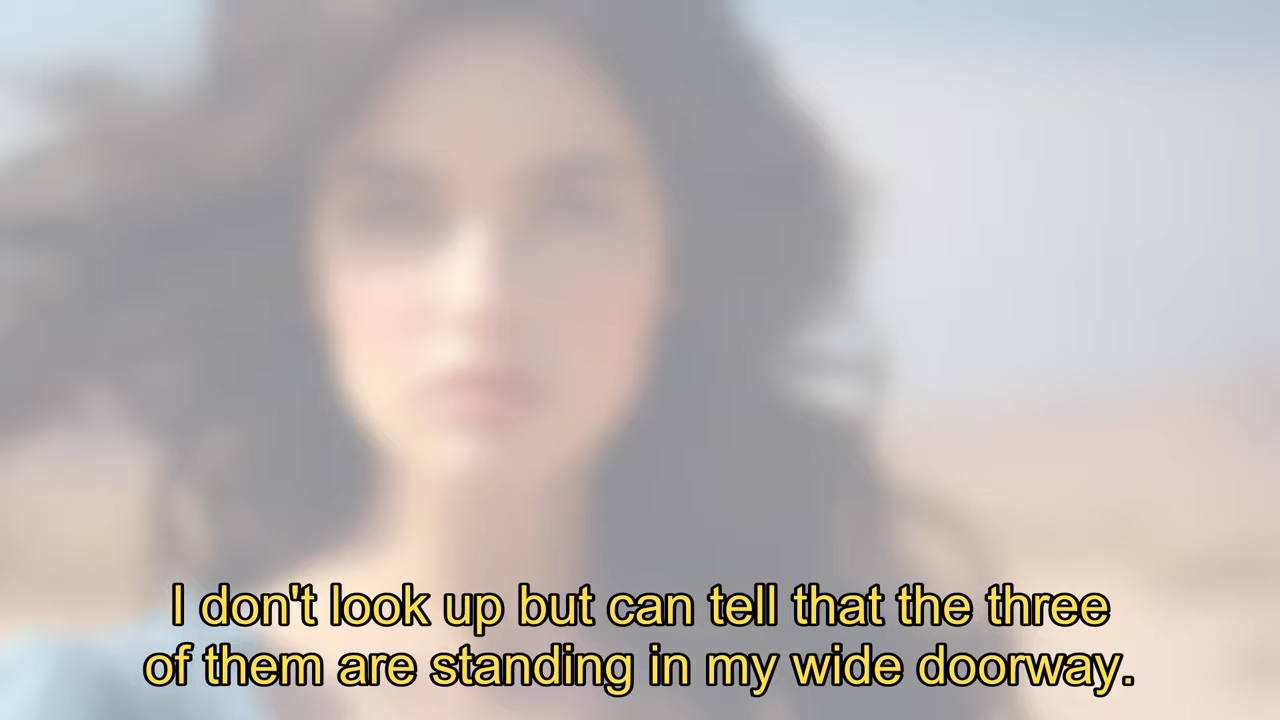 I don't look up but can tell that the three
of them are standing in my wide doorway.